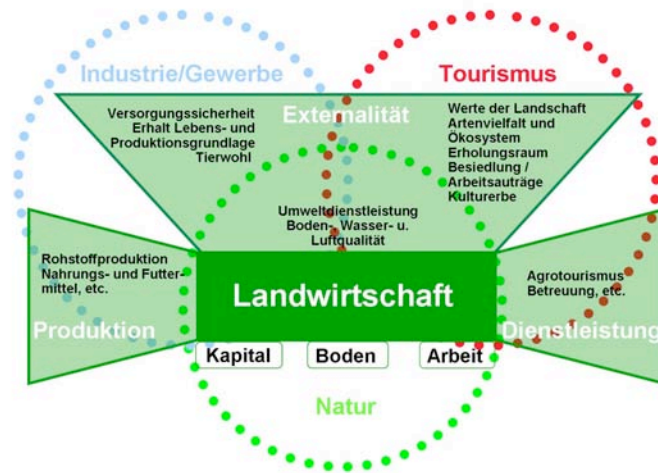 Industrie/Gewerbe
Tourismus
Externalität
Versorgungssicherheit
Erhalt Lebens- und
Produktionsgrundlage
Tierwohl
Werte der Landschaft
Artenvielfalt und
Ökosystem
Erholungsraum
Besiedlung /
Arbeitsauträge
Kulturerbe
Umweltdienstleistung
Boden-, Wasser- u.
Luftqualität
Rohstoffproduktion
Nahrungs- und Futter-
mittel, etc.
Produktion
Landwirtschaft
Agrotourismus
Betreuung, etc.
Dienstleistung
Kapital
Boden
Arbeit
Natur